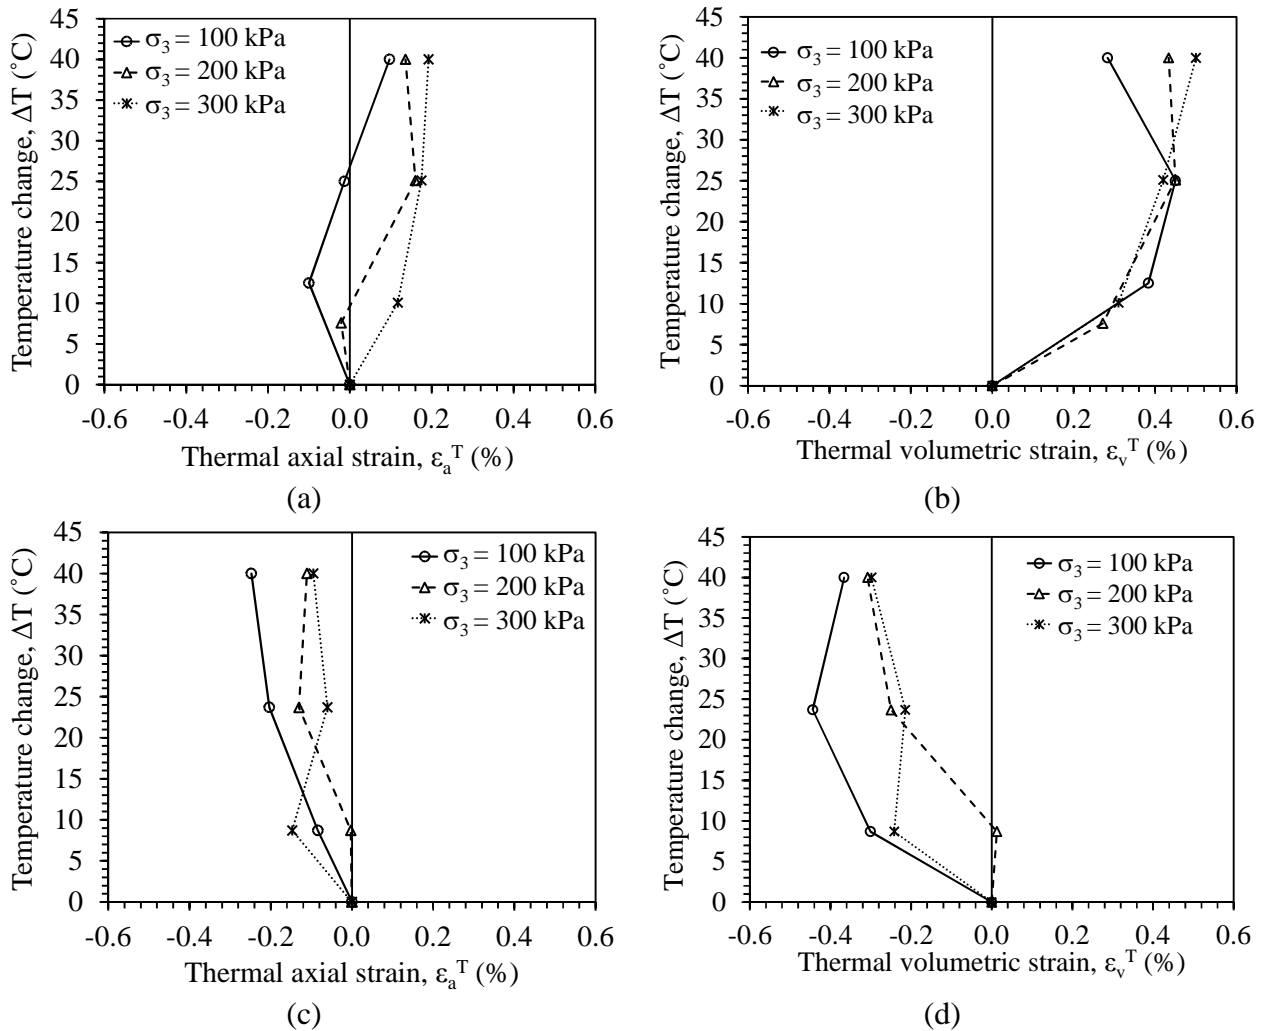 Temperature change, ΔT (˚C)
45
40
35
30
25
20
15
10
5
0
σ3 = 100 kPa
σ3 = 200 kPa
σ3 = 300 kPa
-0.6 -0.4 -0.2 0.0 0.2 0.4 0.6
Thermal axial strain, εaT (%)
(a)
Temperature change, ΔT (˚C)
45
40
35
30
25
20
15
10
5
0
σ3 = 100 kPa
σ3 = 200 kPa
σ3 = 300 kPa
-0.6 -0.4 -0.2 0.0 0.2 0.4 0.6
Thermal volumetric strain, εvT (%)
(b)
Temperature change, ΔT (˚C)
45
40
35
30
25
20
15
10
5
0
σ3 = 100 kPa
σ3 = 200 kPa
σ3 = 300 kPa
-0.6 -0.4 -0.2 0.0 0.2 0.4 0.6
Thermal axial strain, εaT (%)
(c)
Temperature change, ΔT (˚C)
45
40
35
30
25
20
15
10
5
0
σ3 = 100 kPa
σ3 = 200 kPa
σ3 = 300 kPa
-0.6 -0.4 -0.2 0.0 0.2 0.4 0.6
Thermal volumetric strain, εvT (%)
(d)